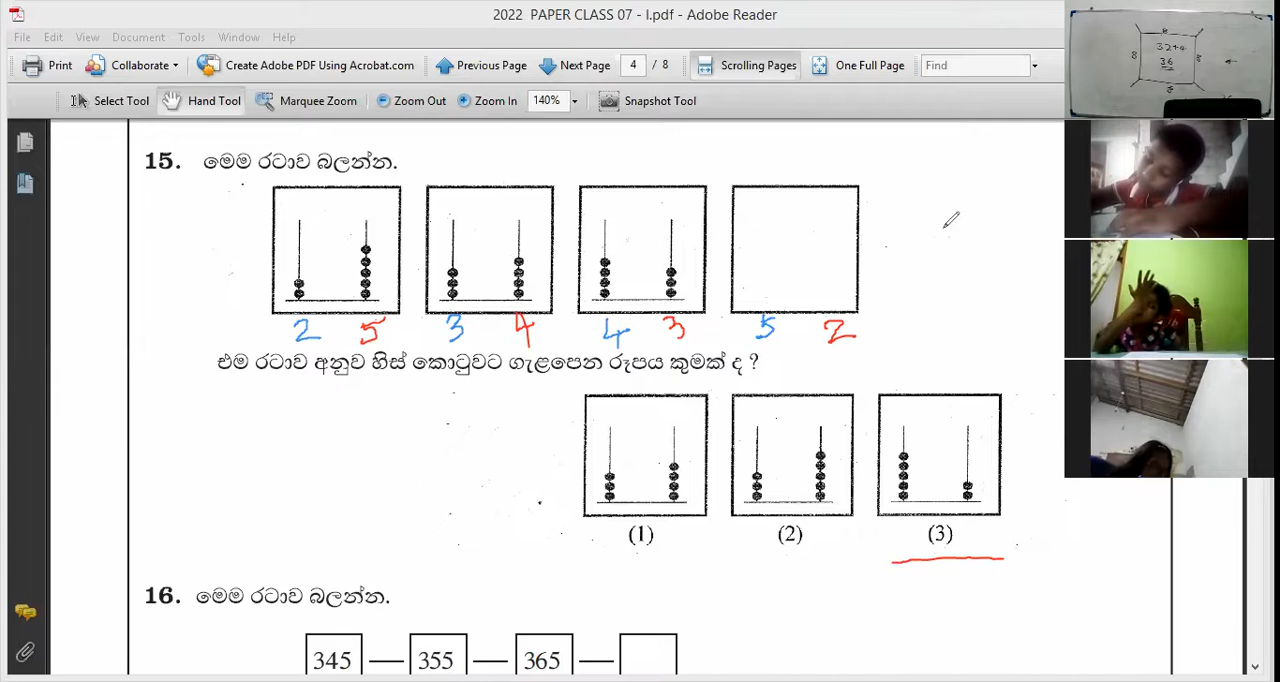 2022 PAPER CLASS 07 - I.pdf - Adobe Reader
File Edit View Document Tools Window Help
Print Collaborate Create Adobe PDF Using Acrobat.com Previous Page Next Page 4 / 8 Scrolling Pages One Full Page Find
Select Tool Hand Tool Marquee Zoom Zoom Out Zoom In 140% Snapshot Tool
32+4
36
15. මෙම රටාව බලන්න.
2 5 3 4 4 3 5 2
එම රටාව අනුව හිස් කොටුවට ගැළපෙන රූපය කුමක් ද ?
(1) (2) (3)
16. මෙම රටාව බලන්න.
345 355 365